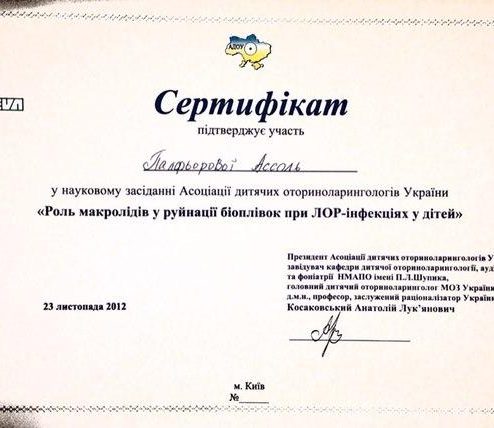 АДОУ
Сертифікат
підтверджує участь
Палфьорової Ассоль
у науковому засіданні Асоціації дитячих оториноларингологів України
«Роль макролідів у руйнації біоплівок при ЛОР-інфекціях у дітей»
Президент Асоціації дитячих оториноларингологів У
завідувач кафедри дитячої оториноларингології, ауд
та фоніатрії НМАПО імені П.Л.Шупика,
головний дитячий оториноларинголог МОЗ Україн
д.м.н., професор, заслужений раціоналізатор Україн
Косаковський Анатолій Лук’янович
23 листопада 2012
м. Київ
№